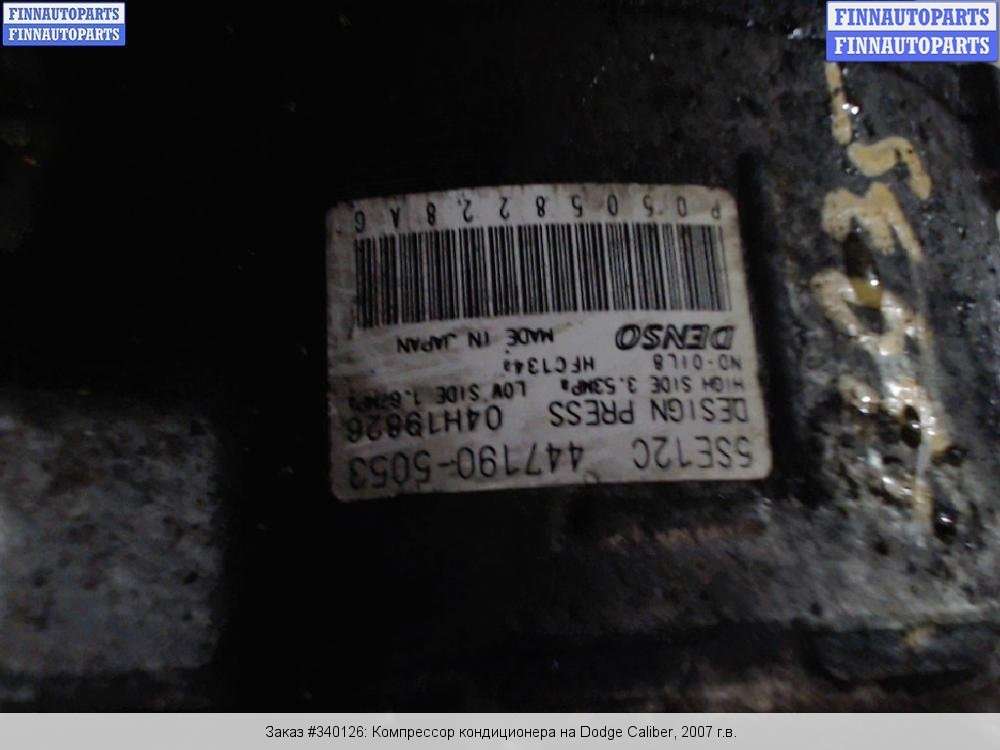 FINNAUTOPARTS
FINNAUTOPARTS
FINNAUTOPARTS
FINNAUTOPARTS
5SE12C 447190-5053
DESIGN PRESS 04H19826
HIGH SIDE 3.53MPa LOW SIDE 1.67MPa
ND-OIL8 HFC134a
DENSO MADE IN JAPAN
P05058228AG
Заказ #340126: Компрессор кондиционера на Dodge Caliber, 2007 г.в.